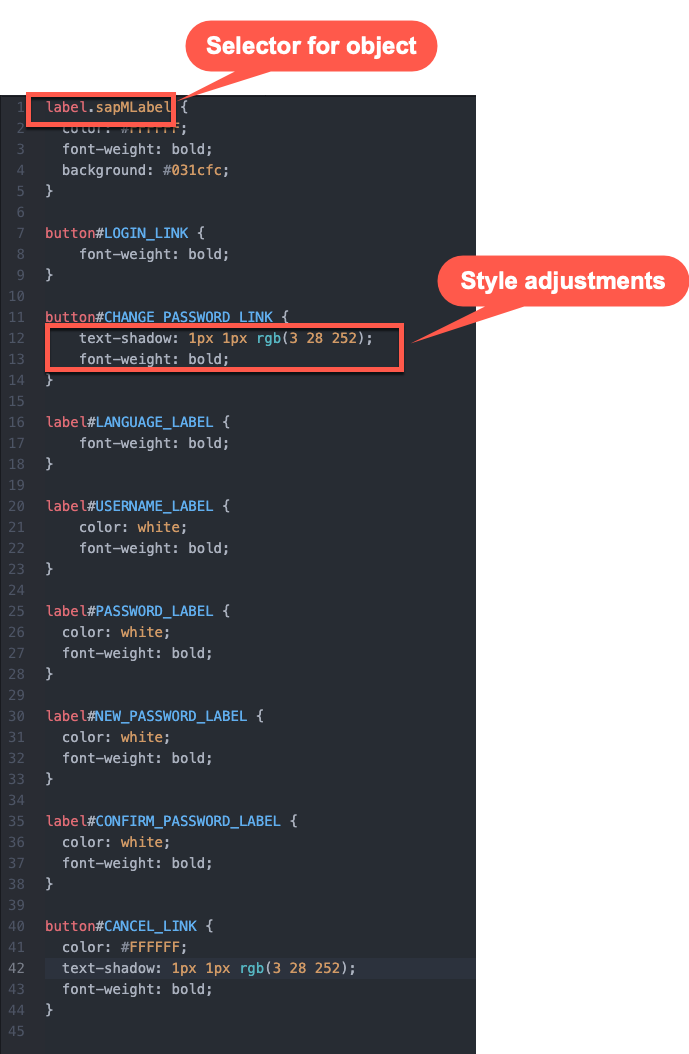 Selector for object
1 label.sapMLabel {
2 color: #ffffff;
3 font-weight: bold;
4 background: #031cfc;
5 }
6
7 button#LOGIN_LINK {
8 font-weight: bold;
9 }
Style adjustments
10
11 button#CHANGE_PASSWORD_LINK {
12 text-shadow: 1px 1px rgb(3 28 252);
13 font-weight: bold;
14 }
15
16 label#LANGUAGE_LABEL {
17 font-weight: bold;
18 }
19
20 label#USERNAME_LABEL {
21 color: white;
22 font-weight: bold;
23 }
24
25 label#PASSWORD_LABEL {
26 color: white;
27 font-weight: bold;
28 }
29
30 label#NEW_PASSWORD_LABEL {
31 color: white;
32 font-weight: bold;
33 }
34
35 label#CONFIRM_PASSWORD_LABEL {
36 color: white;
37 font-weight: bold;
38 }
39
40 button#CANCEL_LINK {
41 color: #FFFFFF;
42 text-shadow: 1px 1px rgb(3 28 252);
43 font-weight: bold;
44 }
45